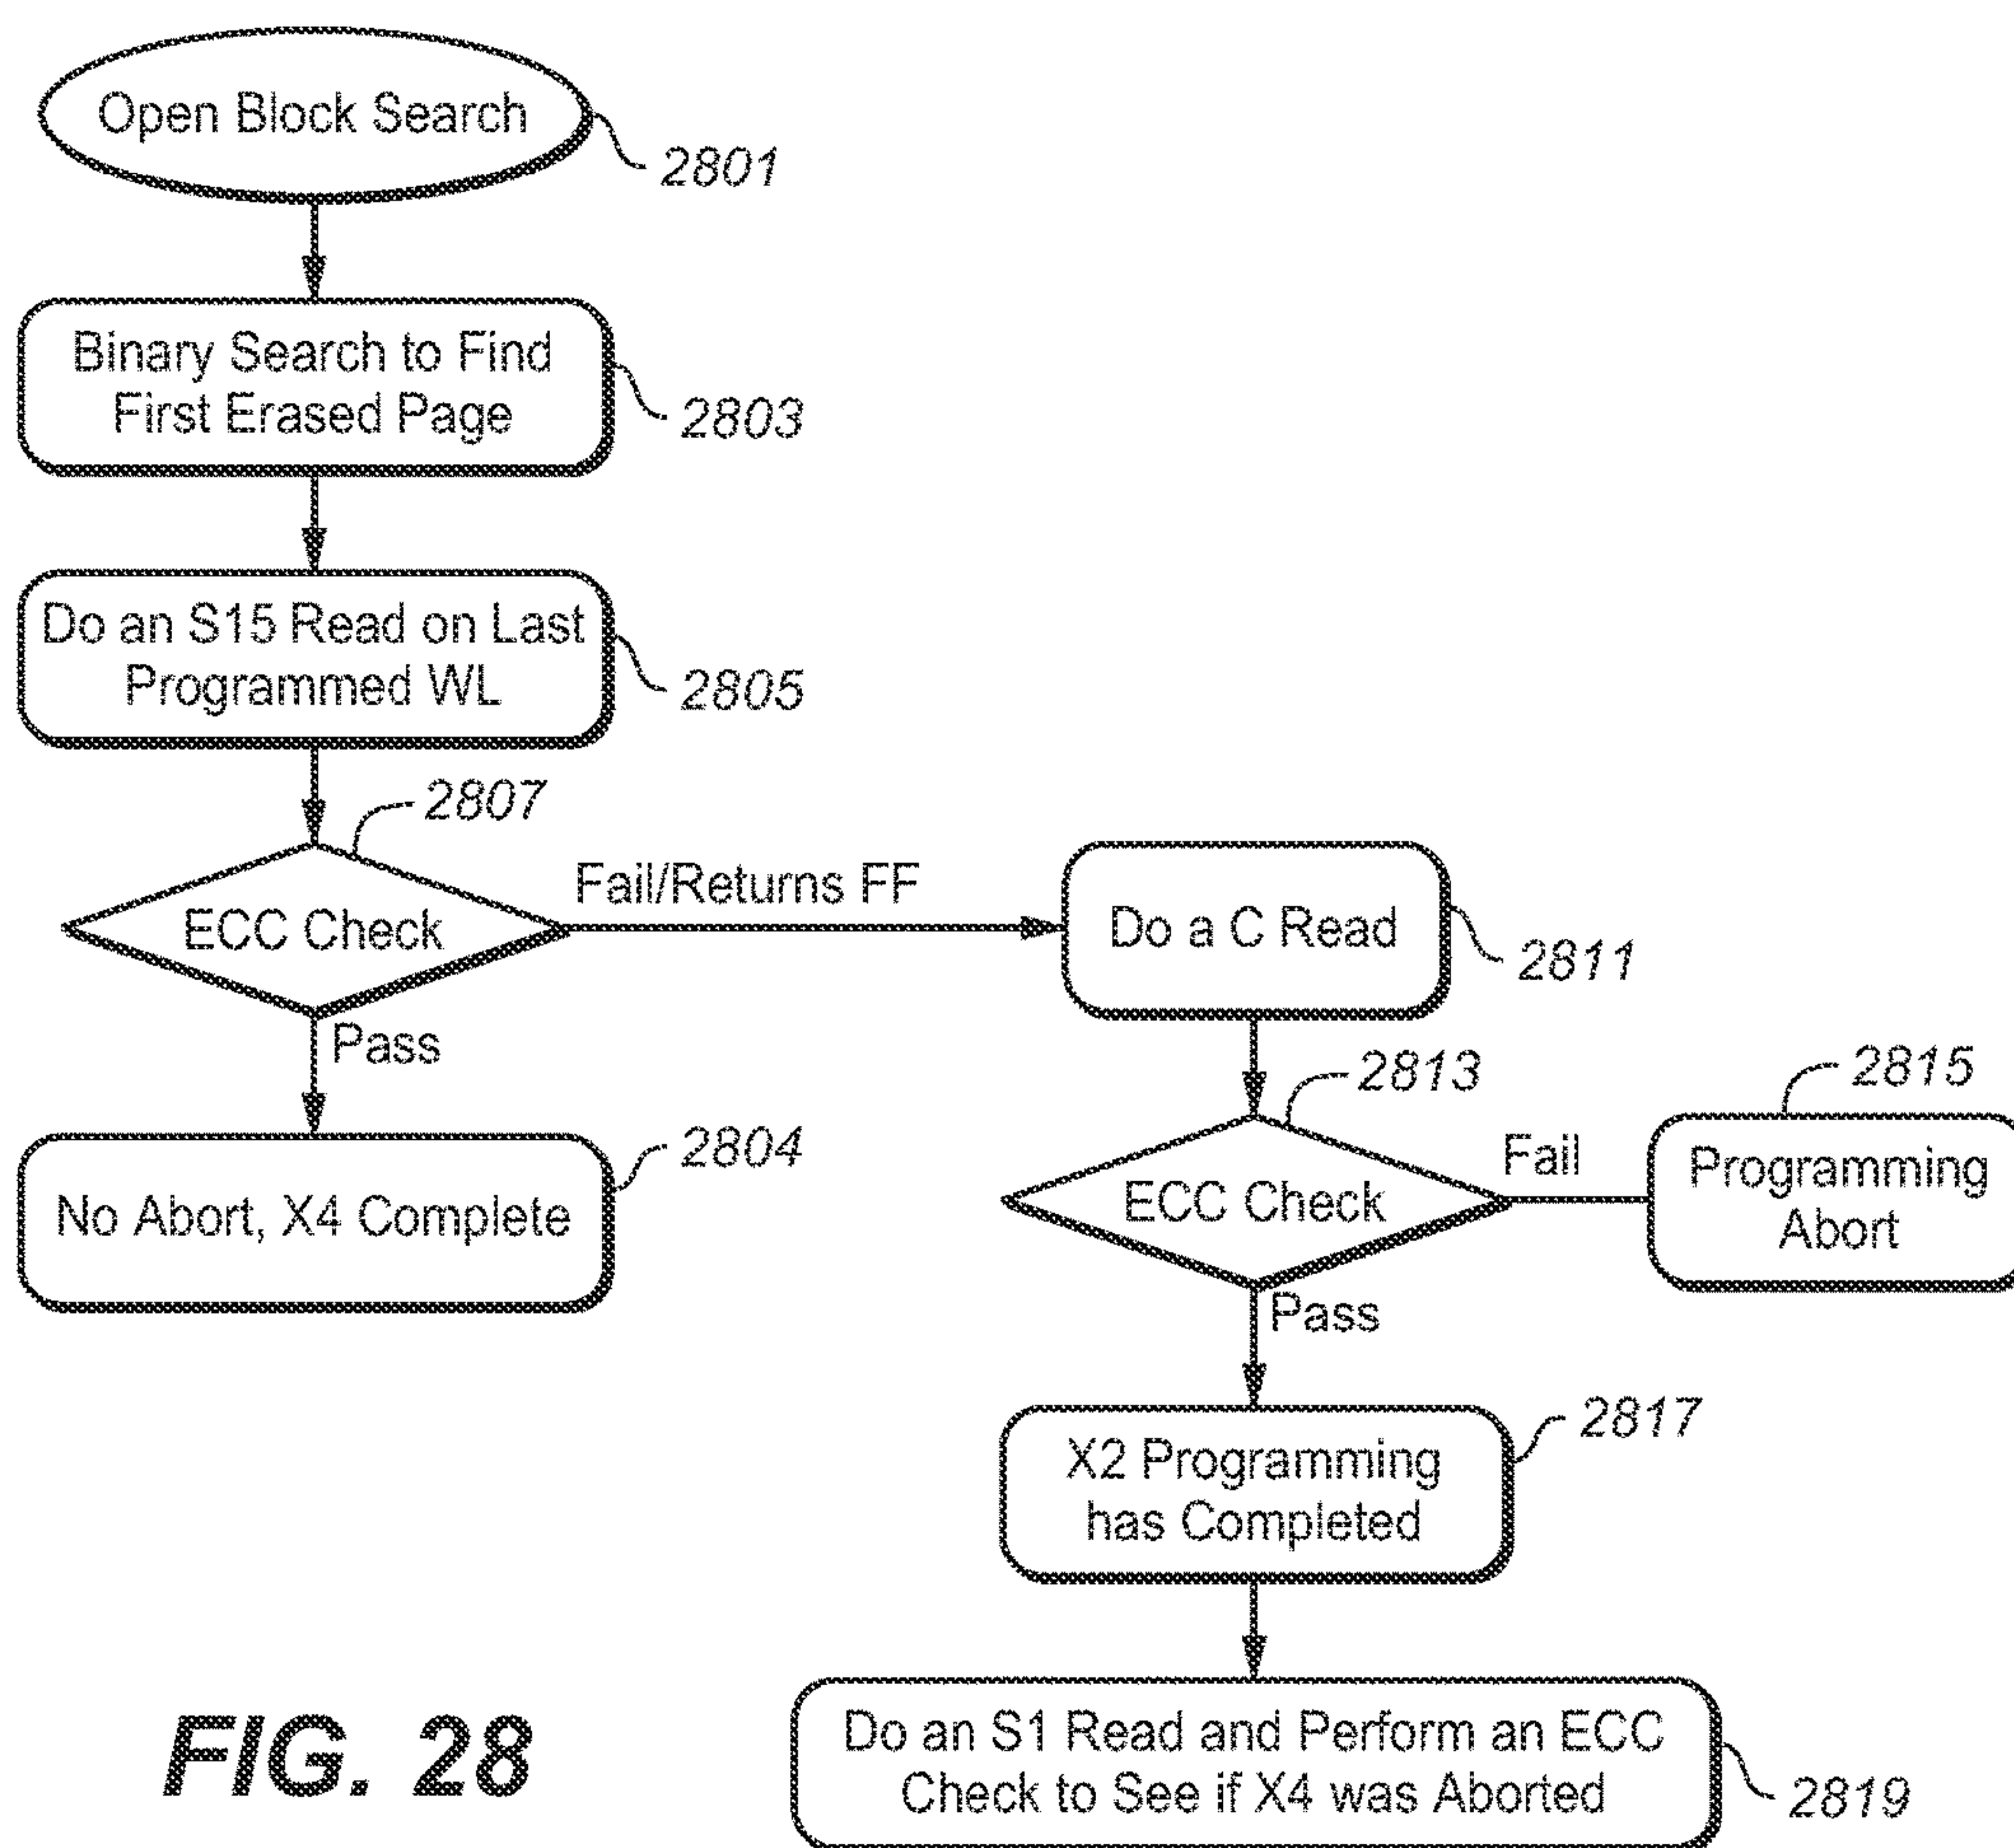 Open Block Search
2801
Binary Search to Find
First Erased Page
2803
Do an S15 Read on Last
Programmed WL
2805
2807
ECC Check
Fail/Returns FF
Pass
No Abort, X4 Complete
2804
Do a C Read
2811
2813
ECC Check
Fail
2815
Programming
Abort
Pass
X2 Programming
has Completed
2817
Do an S1 Read and Perform an ECC
Check to See if X4 was Aborted
2819
FIG. 28